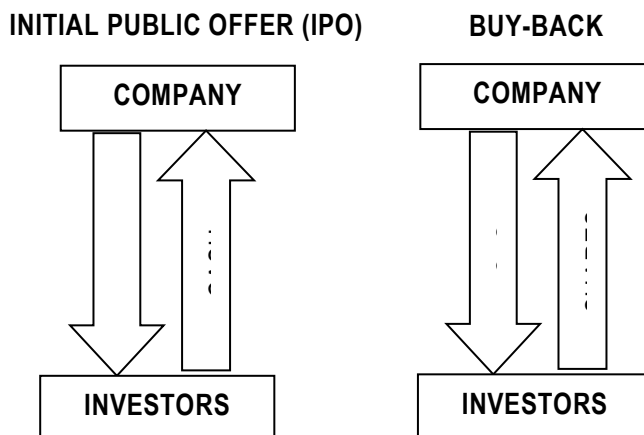 INITIAL PUBLIC OFFER (IPO)
BUY-BACK
COMPANY
COMPANY
INVESTORS
INVESTORS